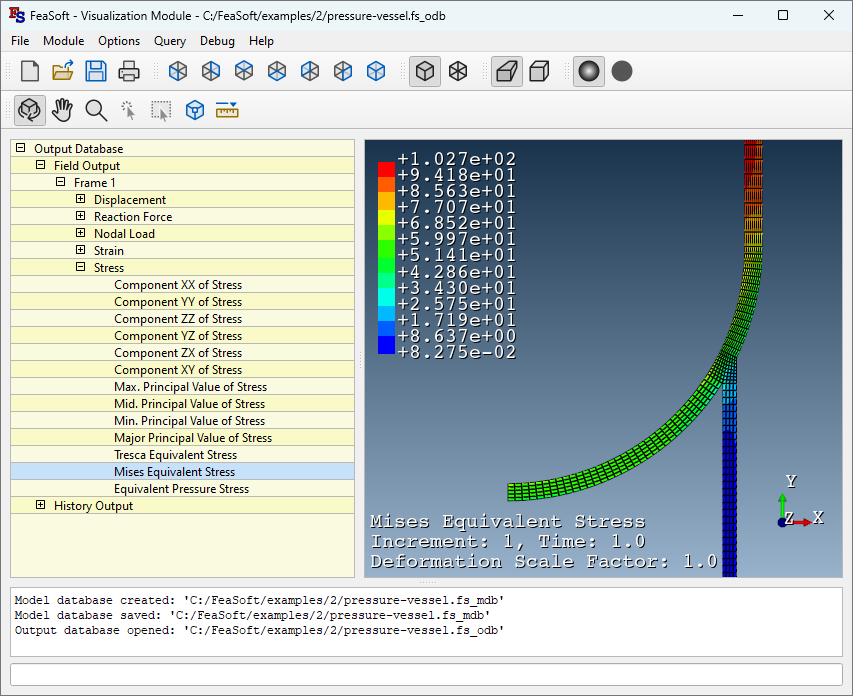 FeaSoft - Visualization Module - C:/FeaSoft/examples/2/pressure-vessel.fs_odb
File Module Options Query Debug Help
Output Database
Field Output
Frame 1
Displacement
Reaction Force
Nodal Load
Strain
Stress
Component XX of Stress
Component YY of Stress
Component ZZ of Stress
Component YZ of Stress
Component ZX of Stress
Component XY of Stress
Max. Principal Value of Stress
Mid. Principal Value of Stress
Min. Principal Value of Stress
Major Principal Value of Stress
Tresca Equivalent Stress
Mises Equivalent Stress
Equivalent Pressure Stress
History Output
+1.027e+02
+9.418e+01
+8.563e+01
+7.707e+01
+6.852e+01
+5.997e+01
+5.141e+01
+4.286e+01
+3.430e+01
+2.575e+01
+1.719e+01
+8.637e+00
+8.275e-02
Y
Z X
Mises Equivalent Stress
Increment: 1, Time: 1.0
Deformation Scale Factor: 1.0
Model database created: 'C:/FeaSoft/examples/2/pressure-vessel.fs_mdb'
Model database saved: 'C:/FeaSoft/examples/2/pressure-vessel.fs_mdb'
Output database opened: 'C:/FeaSoft/examples/2/pressure-vessel.fs_odb'